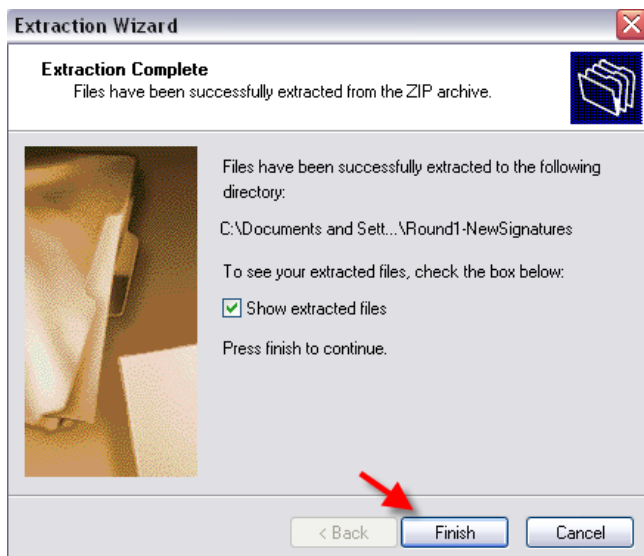 Extraction Wizard
Extraction Complete
Files have been successfully extracted from the ZIP archive.
Files have been successfully extracted to the following
directory:
C:\Documents and Sett...\Round1-NewSignatures
To see your extracted files, check the box below:
Show extracted files
Press finish to continue.
< Back
Finish
Cancel